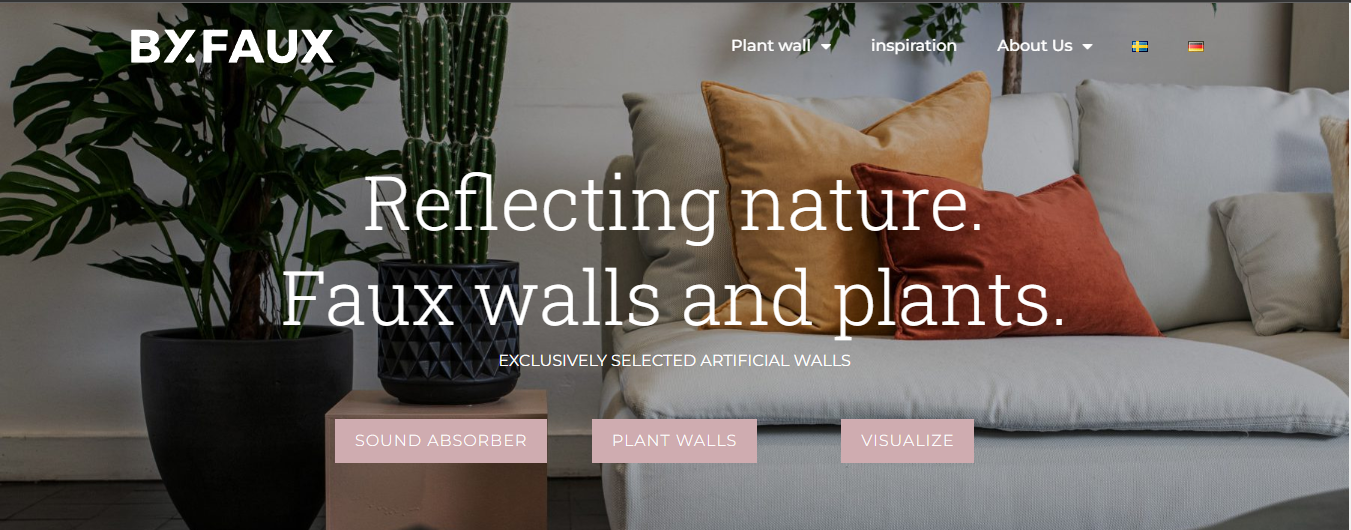 BY.FAUX
Plant wall
inspiration
About Us
Reflecting nature.
Faux walls and plants.
EXCLUSIVELY SELECTED ARTIFICIAL WALLS
SOUND ABSORBER
PLANT WALLS
VISUALIZE